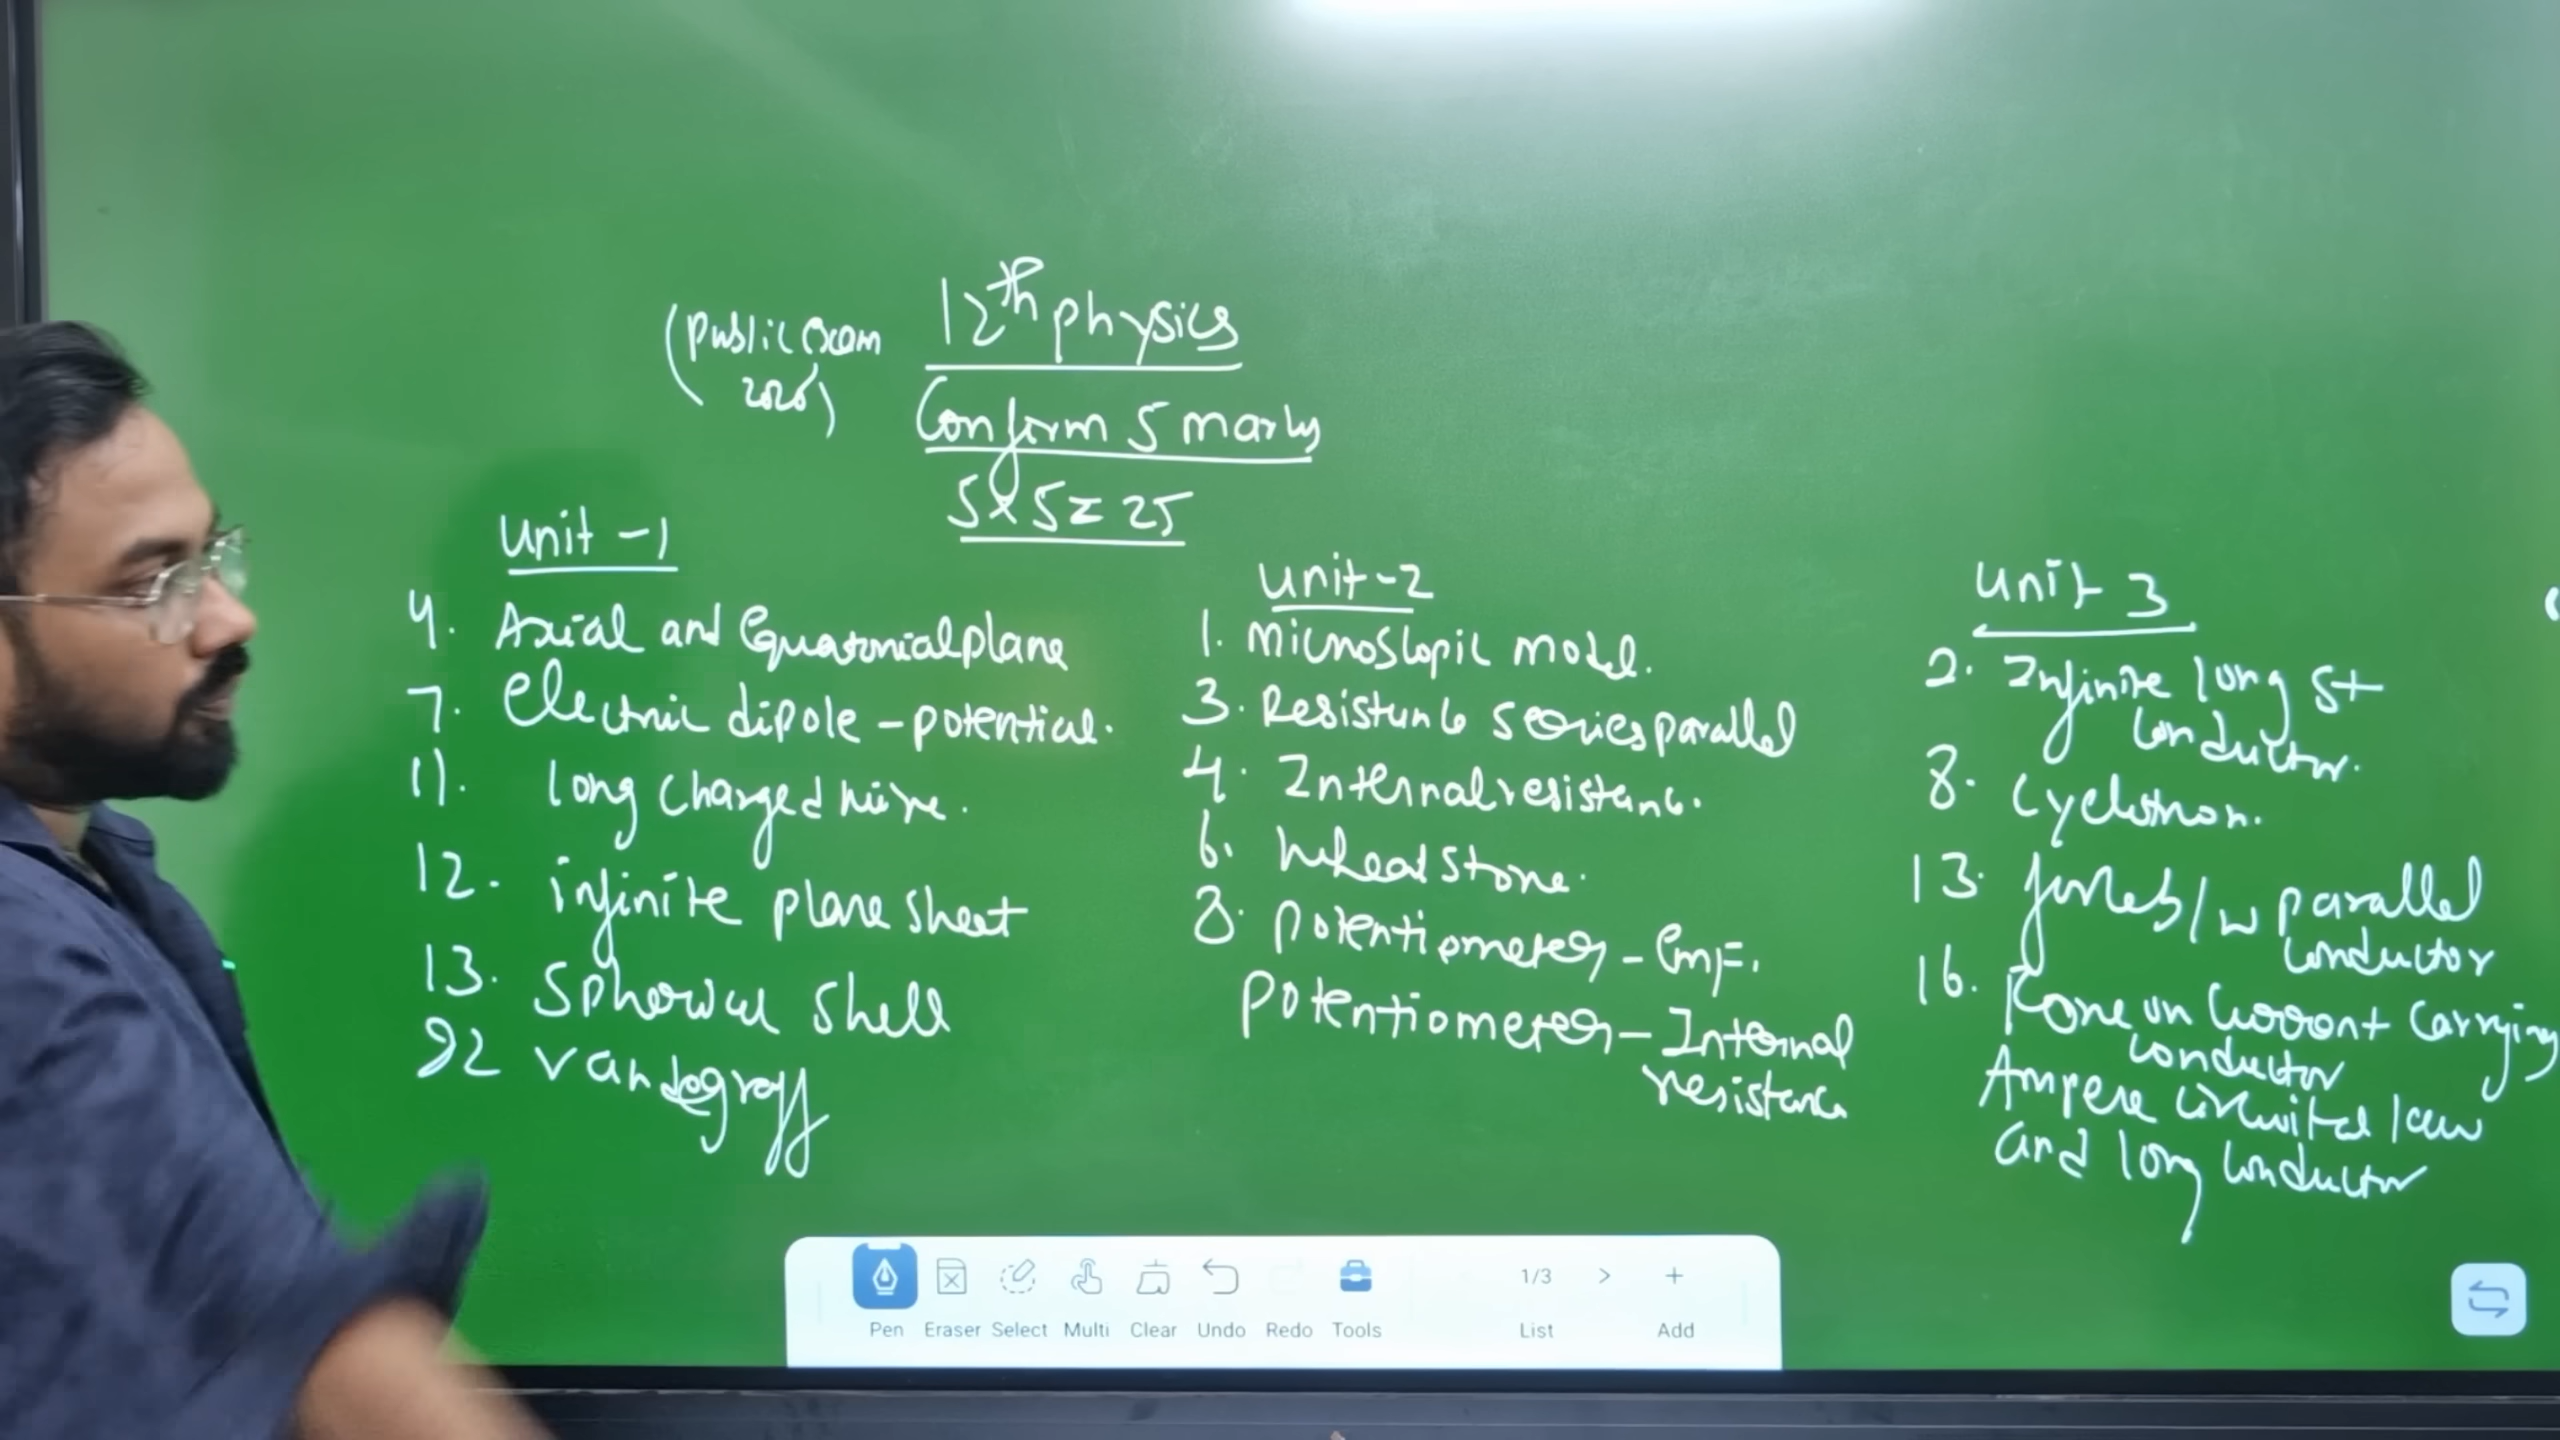 12th physics
(public exam
2026)
Conform 5 marks
5x5=25
Unit -1
4. Axial and Equatorial plane
7. Electric dipole - potential.
11. long charged wire.
12. infinite plane sheet
13. Spherical shell
22 Vandegraff
Unit-2
1. Microscopic model.
3. Resistance series parallel
4. Internal resistance.
6. wheat stone.
8. Potentiometer - Emf.
Potentiometer - Internal
resistance
Unit 3
2. Infinite long st
conductor.
8. Cyclotron.
13. force b/w parallel
conductor
16. Force on current carrying
conductor
Ampere circuital law
and long conductor
Pen Eraser Select Multi Clear Undo Redo Tools
1/3 > +
List Add